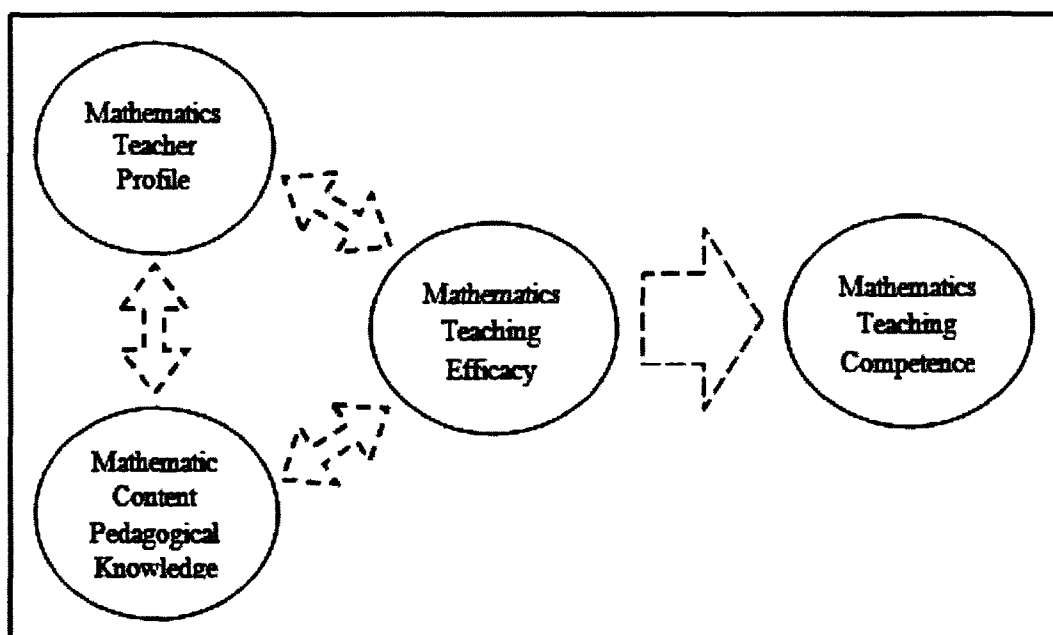 Mathematics
Teacher
Profile
Mathematics
Teaching
Efficacy
Mathematics
Teaching
Competence
Mathematic
Content
Pedagogical
Knowledge